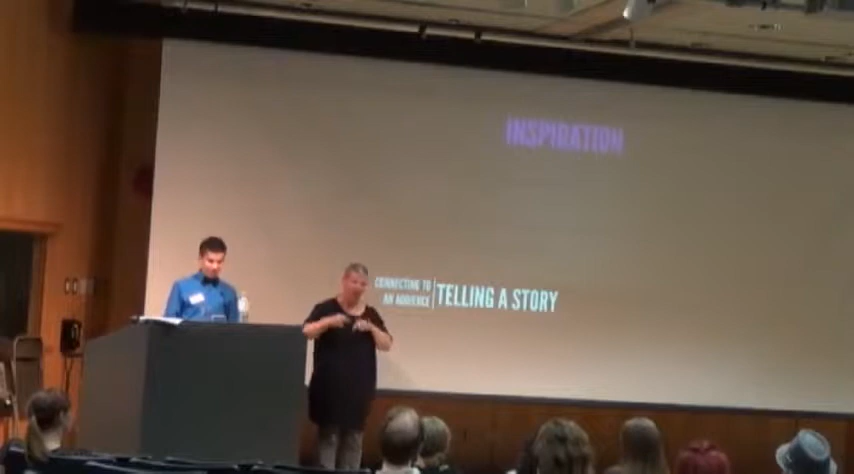 INSPIRATION
CONNECTING TO
AN AUDIENCE
TELLING A STORY